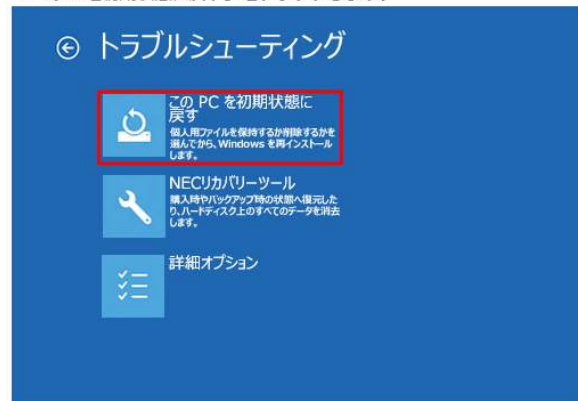 トラブルシューティング
この PC を初期状態に
戻す
個人用ファイルを保持するか削除するかを
選んでから、Windows を再インストール
します。
NECリカバリーツール
購入時やバックアップ時の状態へ復元した
り、ハードディスク上のすべてのデータを消去
します。
詳細オプション